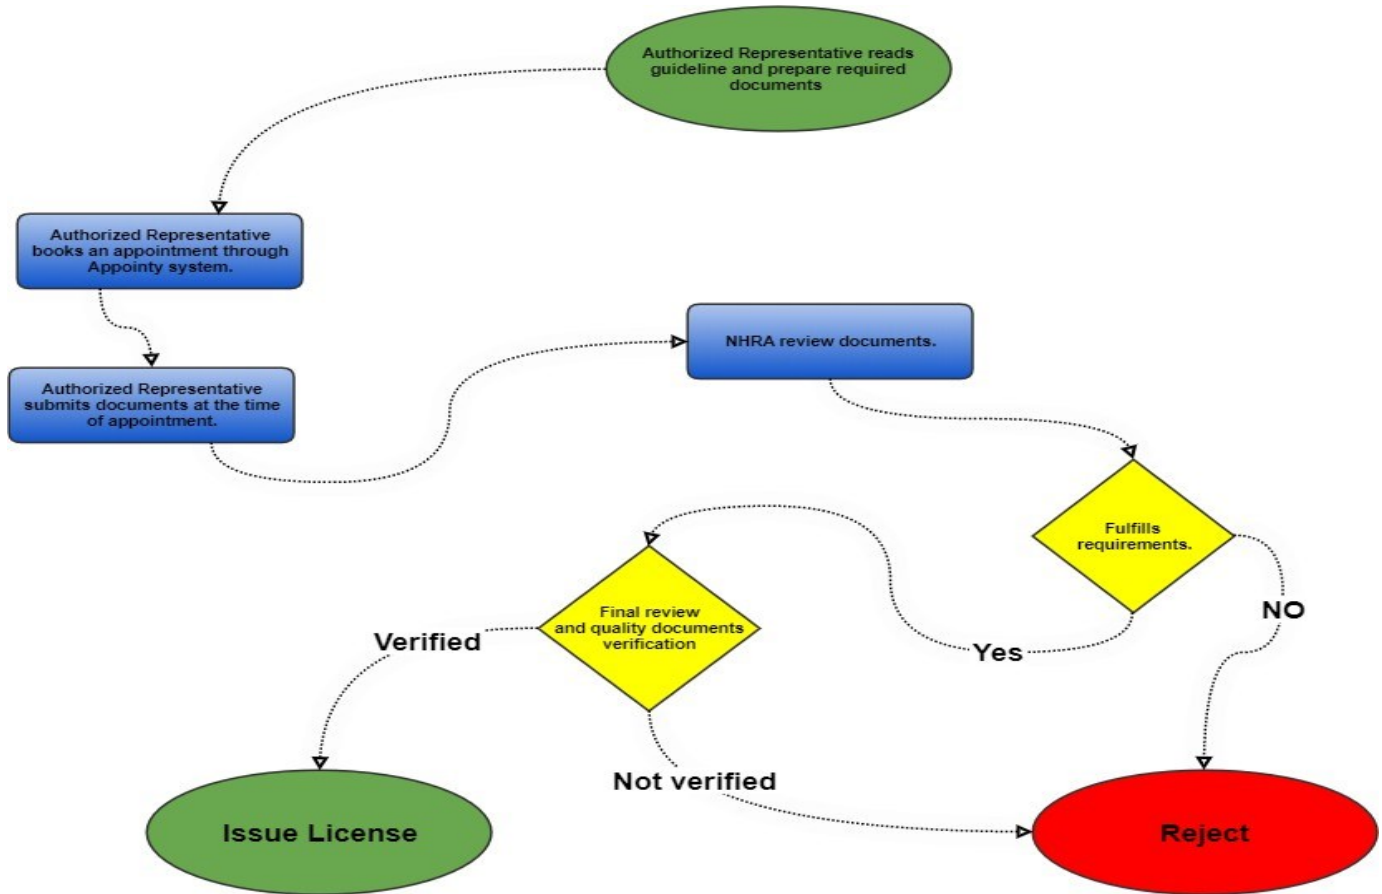 Authorized Representative reads
guideline and prepare required
documents
Authorized Representative
books an appointment through
Appointy system.
Authorized Representative
submits documents at the time
of appointment.
NHRA review documents.
Fulfills
requirements.
NO
Yes
Final review
and quality documents
verification
Verified
Not verified
Issue License
Reject